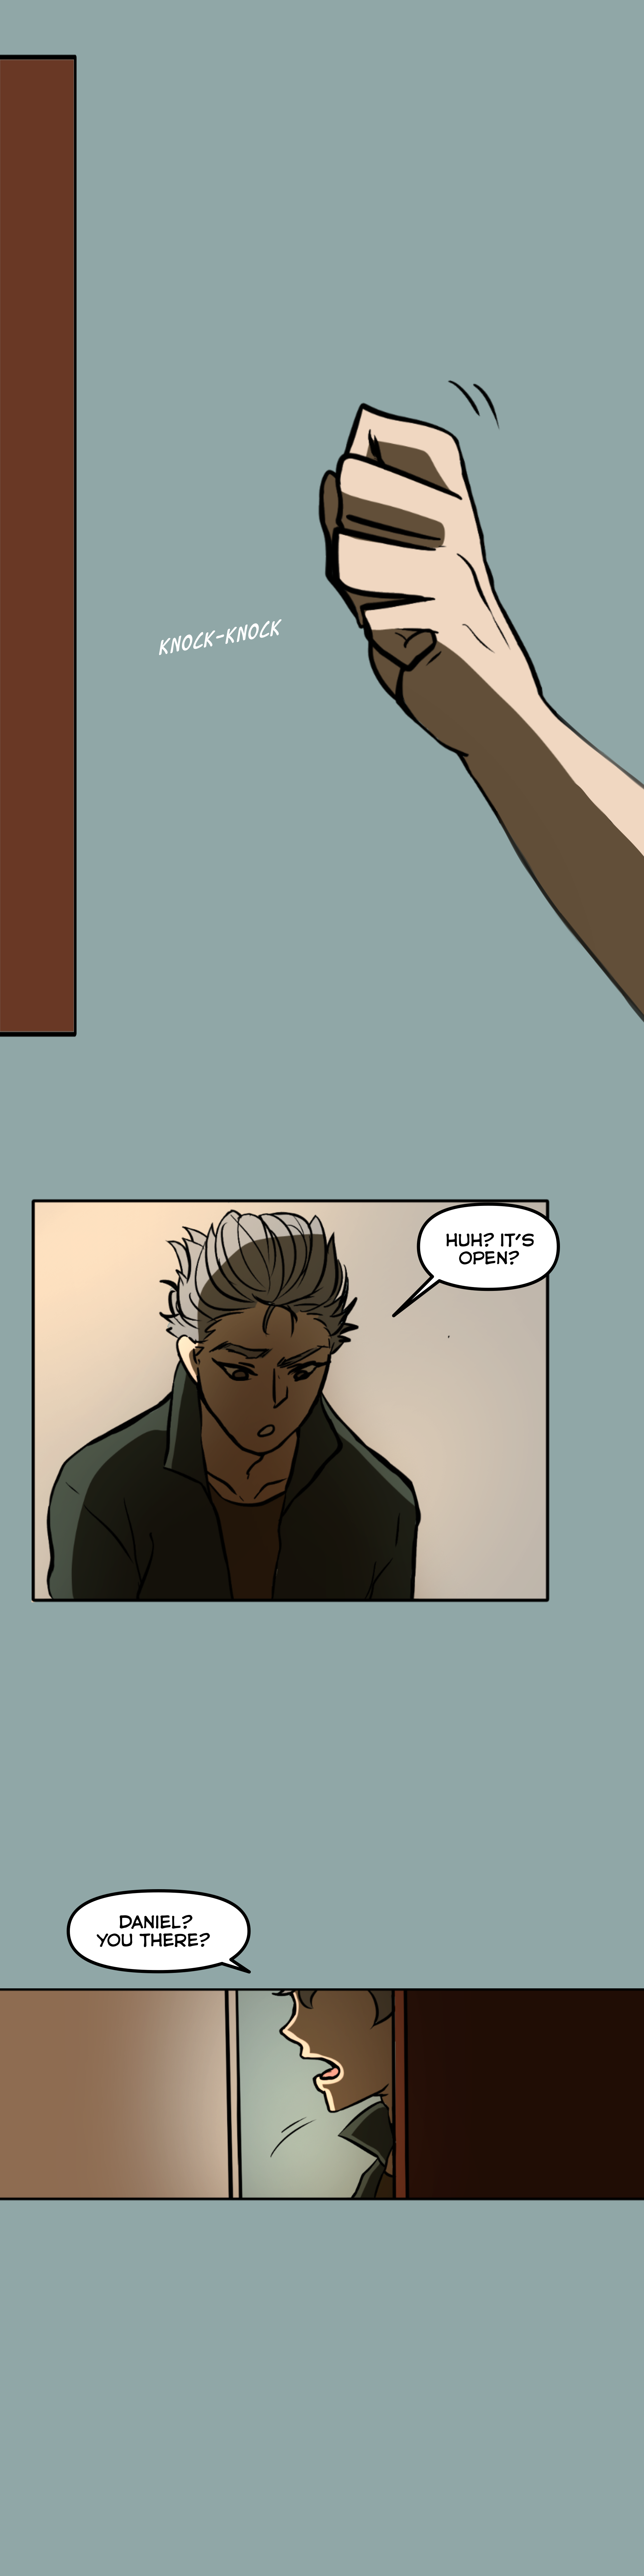 KNOCK-KNOCK
HUH? IT'S
OPEN?
DANIEL?
YOU THERE?